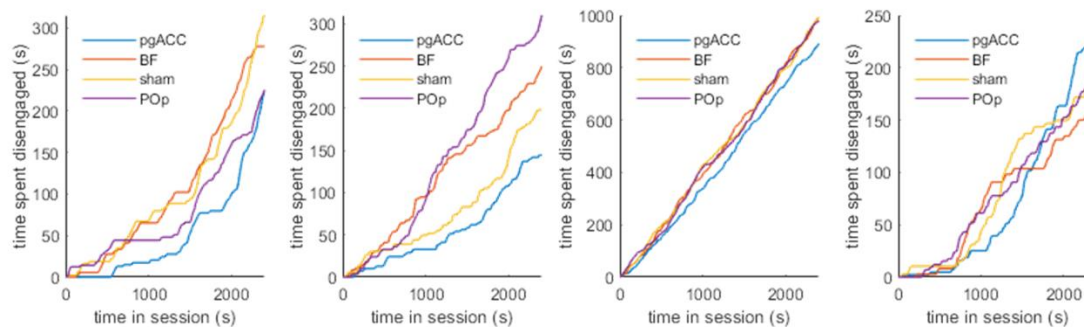 300
250
200
150
100
50
0
0 1000 2000
time spent disengaged (s)
time in session (s)
pgACC
BF
sham
POp
300
250
200
150
100
50
0
0 1000 2000
time spent disengaged (s)
time in session (s)
pgACC
BF
sham
POp
1000
800
600
400
200
0
0 1000 2000
time spent disengaged (s)
time in session (s)
pgACC
BF
sham
POp
250
200
150
100
50
0
0 1000 2000
time spent disengaged (s)
time in session (s)
pgACC
BF
sham
POp